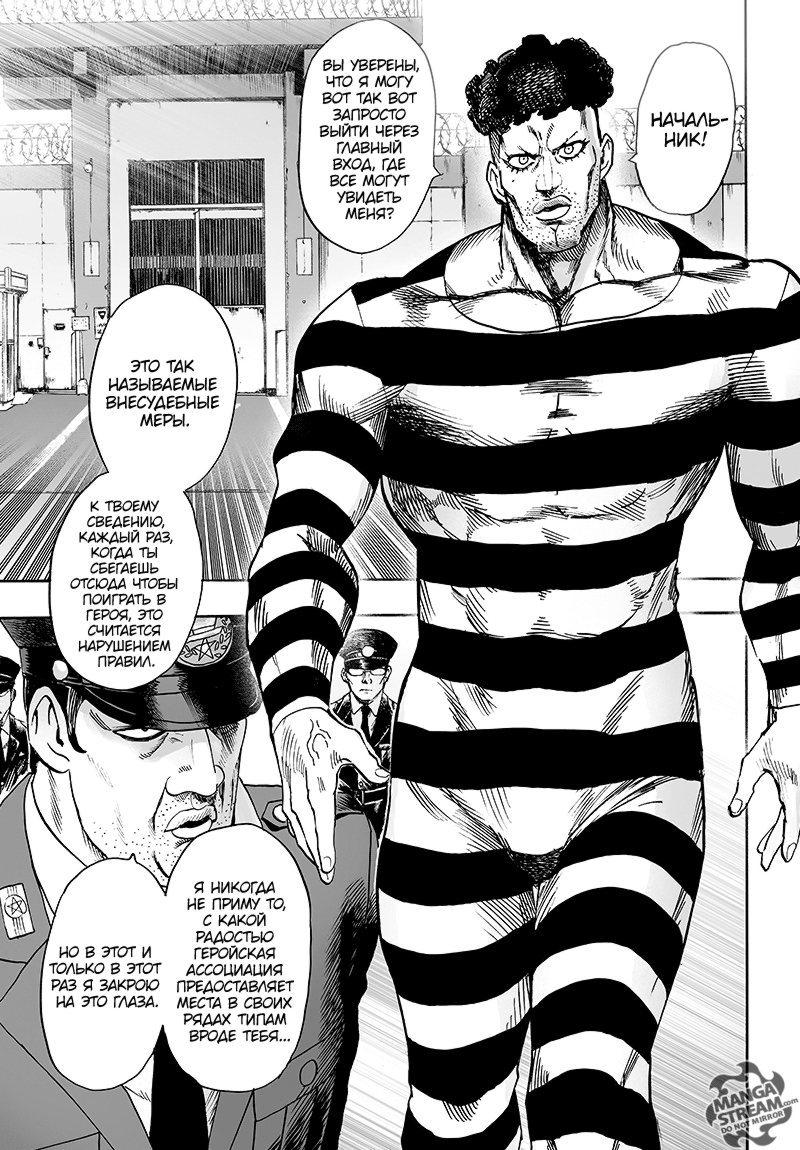 НАЧАЛЬ-
НИК!
ВЫ УВЕРЕНЫ,
ЧТО Я МОГУ
ВОТ ТАК ВОТ
ЗАПРОСТО
ВЫЙТИ ЧЕРЕЗ
ГЛАВНЫЙ
ВХОД, ГДЕ
ВСЕ МОГУТ
УВИДЕТЬ
МЕНЯ?
ЭТО ТАК
НАЗЫВАЕМЫЕ
ВНЕСУДЕБНЫЕ
МЕРЫ.
К ТВОЕМУ
СВЕДЕНИЮ,
КАЖДЫЙ РАЗ,
КОГДА ТЫ
СБЕГАЕШЬ
ОТСЮДА ЧТОБЫ
ПОИГРАТЬ В
ГЕРОЯ, ЭТО
СЧИТАЕТСЯ
НАРУШЕНИЕМ
ПРАВИЛ.
Я НИКОГДА
НЕ ПРИМУ ТО,
С КАКОЙ
РАДОСТЬЮ
ГЕРОЙСКАЯ
АССОЦИАЦИЯ
ПРЕДОСТАВЛЯЕТ
МЕСТА В СВОИХ
РЯДАХ ТИПАМ
ВРОДЕ ТЕБЯ...
НО В ЭТОТ И
ТОЛЬКО В ЭТОТ
РАЗ Я ЗАКРОЮ
НА ЭТО ГЛАЗА.
MANGA
STREAM.com
DO NOT MIRROR